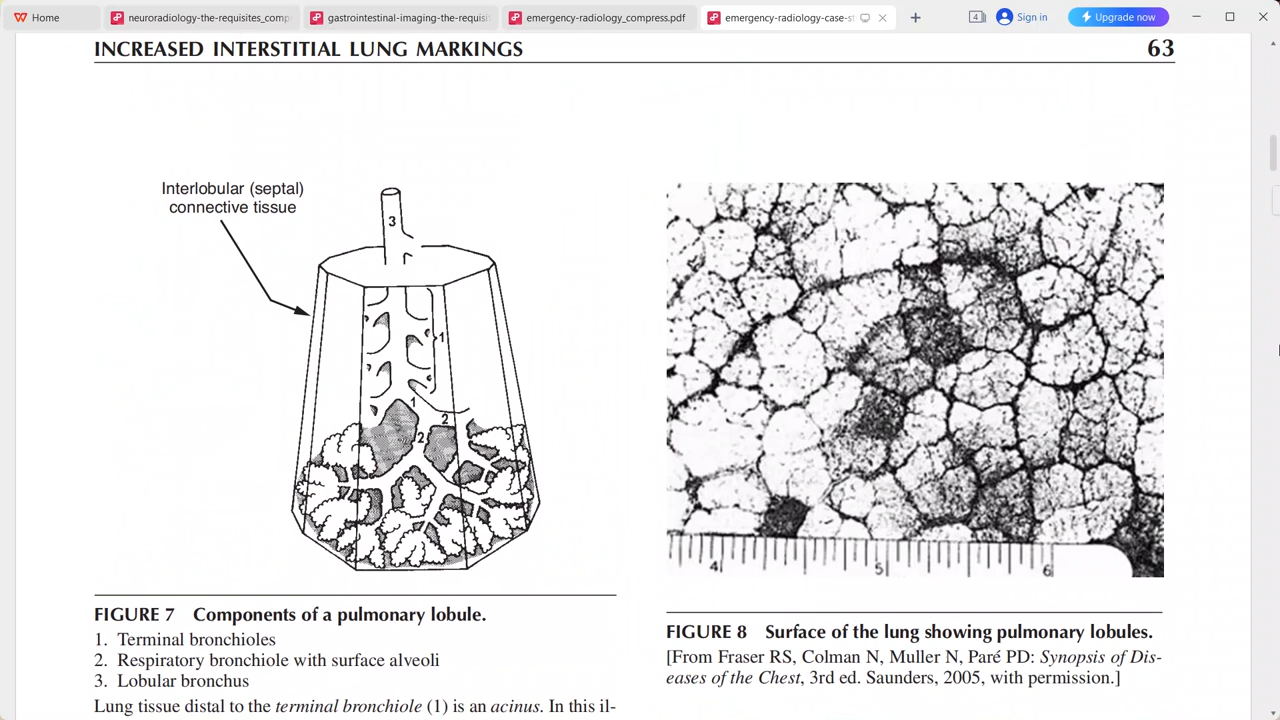 Home
neuroradiology-the-requisites_comp
gastrointestinal-imaging-the-requisit
emergency-radiology_compress.pdf
emergency-radiology-case-st
4
Sign in
Upgrade now
INCREASED INTERSTITIAL LUNG MARKINGS 63
Interlobular (septal)
connective tissue
3
1
1
2
2
4 5 6
FIGURE 7 Components of a pulmonary lobule.
1. Terminal bronchioles
2. Respiratory bronchiole with surface alveoli
3. Lobular bronchus
Lung tissue distal to the terminal bronchiole (1) is an acinus. In this il-
FIGURE 8 Surface of the lung showing pulmonary lobules.
[From Fraser RS, Colman N, Muller N, Paré PD: Synopsis of Dis-
eases of the Chest, 3rd ed. Saunders, 2005, with permission.]